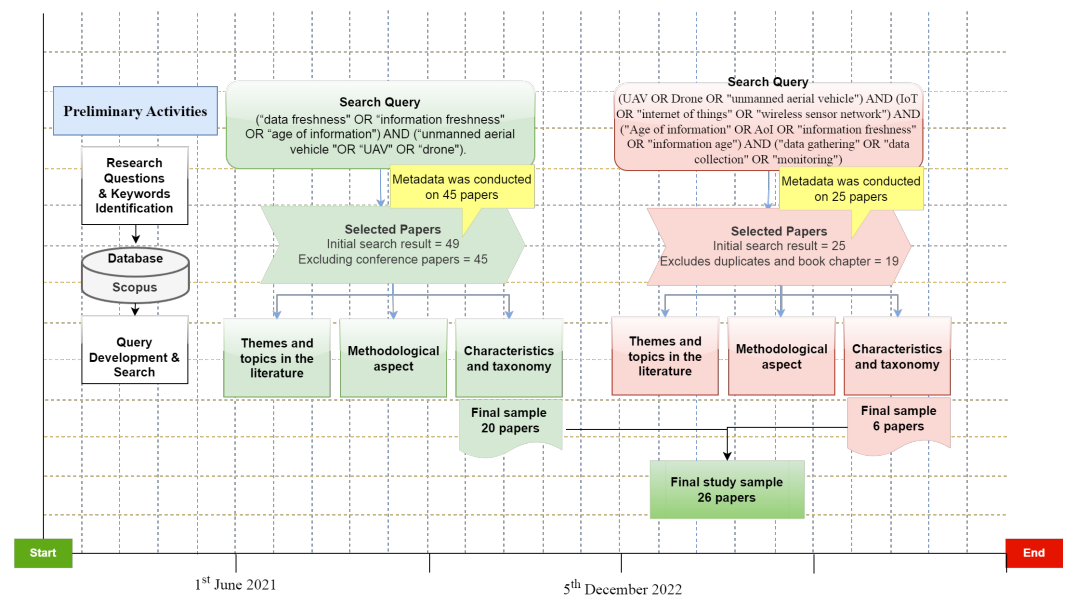 Preliminary Activities
Research
Questions
& Keywords
Identification
Database
Scopus
Query
Development &
Search
Search Query
(“data freshness" OR “information freshness"
OR “age of information") AND (“unmanned aerial
vehicle "OR “UAV" OR “drone").
Metadata was conducted
on 45 papers
Selected Papers
Initial search result = 49
Excluding conference papers = 45
Themes and
topics in the
literature
Methodological
aspect
Characteristics
and taxonomy
Final sample
20 papers
Search Query
(UAV OR Drone OR "unmanned aerial vehicle") AND (IoT
OR "internet of things" OR "wireless sensor network") AND
("Age of information" OR AoI OR "information freshness"
OR "information age") AND ("data gathering" OR "data
collection" OR "monitoring")
Metadata was conducted
on 25 papers
Selected Papers
Initial search result = 25
Excludes duplicates and book chapter = 19
Themes and
topics in the
literature
Methodological
aspect
Characteristics
and taxonomy
Final sample
6 papers
Final study sample
26 papers
Start
End
1st June 2021
5th December 2022